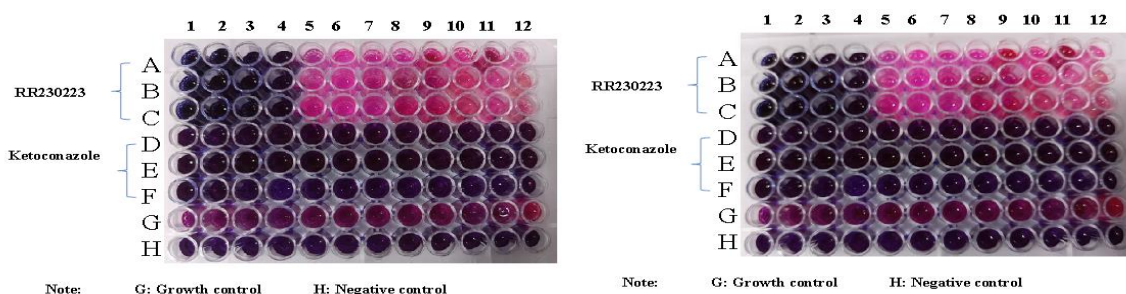 1 2 3 4 5 6 7 8 9 10 11 12
A
RR230223
B
C
D
Ketoconazole
E
F
G
H
Note: G: Growth control H: Negative control
1 2 3 4 5 6 7 8 9 10 11 12
A
RR230223
B
C
D
Ketoconazole
E
F
G
H
Note: G: Growth control H: Negative control